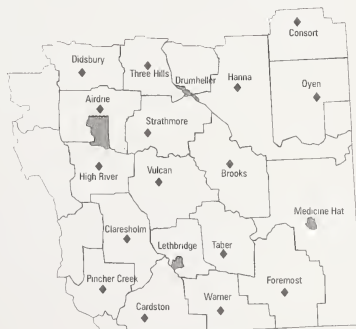 Consort
Didsbury
Three Hills
Drumheller
Hanna
Oyen
Airdrie
Strathmore
High River
Vulcan
Brooks
Medicine Hat
Claresholm
Lethbridge
Taber
Pincher Creek
Foremost
Warner
Cardston